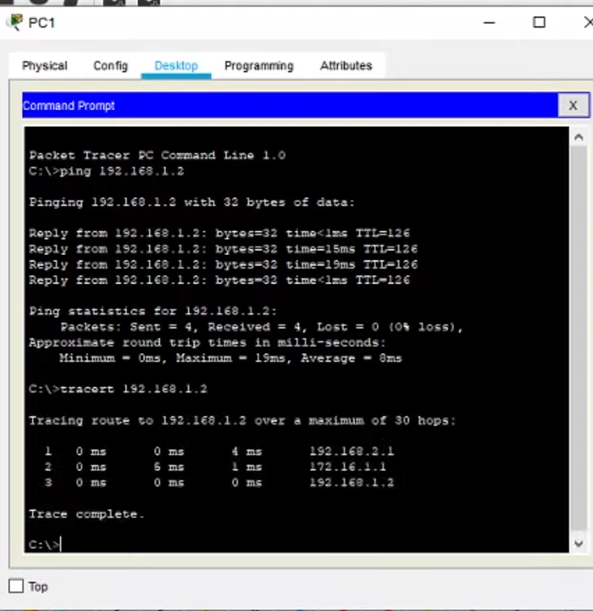 PC1
Physical Config Desktop Programming Attributes
Command Prompt X
Packet Tracer PC Command Line 1.0
C:\>ping 192.168.1.2
Pinging 192.168.1.2 with 32 bytes of data:
Reply from 192.168.1.2: bytes=32 time<1ms TTL=126
Reply from 192.168.1.2: bytes=32 time=15ms TTL=126
Reply from 192.168.1.2: bytes=32 time=19ms TTL=126
Reply from 192.168.1.2: bytes=32 time<1ms TTL=126
Ping statistics for 192.168.1.2:
Packets: Sent = 4, Received = 4, Lost = 0 (0% loss),
Approximate round trip times in milli-seconds:
Minimum = 0ms, Maximum = 19ms, Average = 8ms
C:\>tracert 192.168.1.2
Tracing route to 192.168.1.2 over a maximum of 30 hops:
1 0 ms 0 ms 4 ms 192.168.2.1
2 0 ms 5 ms 1 ms 172.16.1.1
3 0 ms 0 ms 0 ms 192.168.1.2
Trace complete.
C:\>
Top